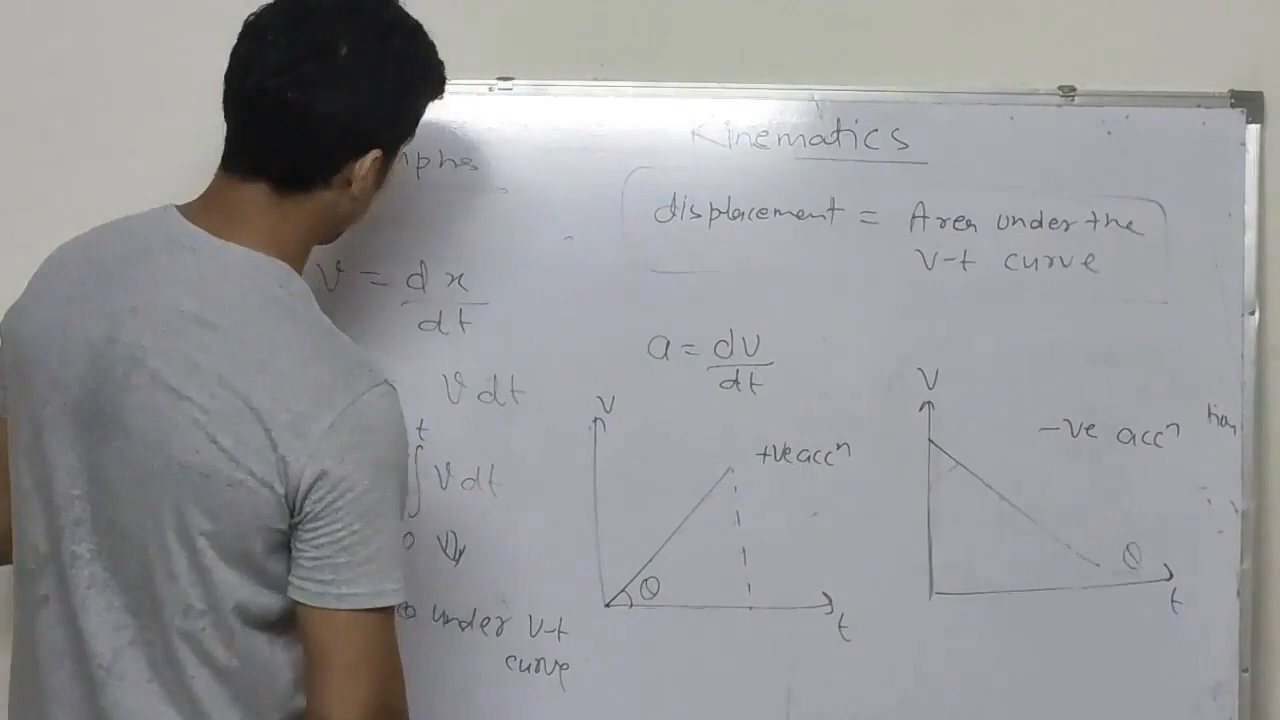 Kinematics
displacement = Area under the
v-t curve
v = dx/dt
v dt
t
∫ v dt
0
under v-t
curve
a = dv/dt
v
+ve accⁿ
θ
t
v
-ve accⁿ
θ
t